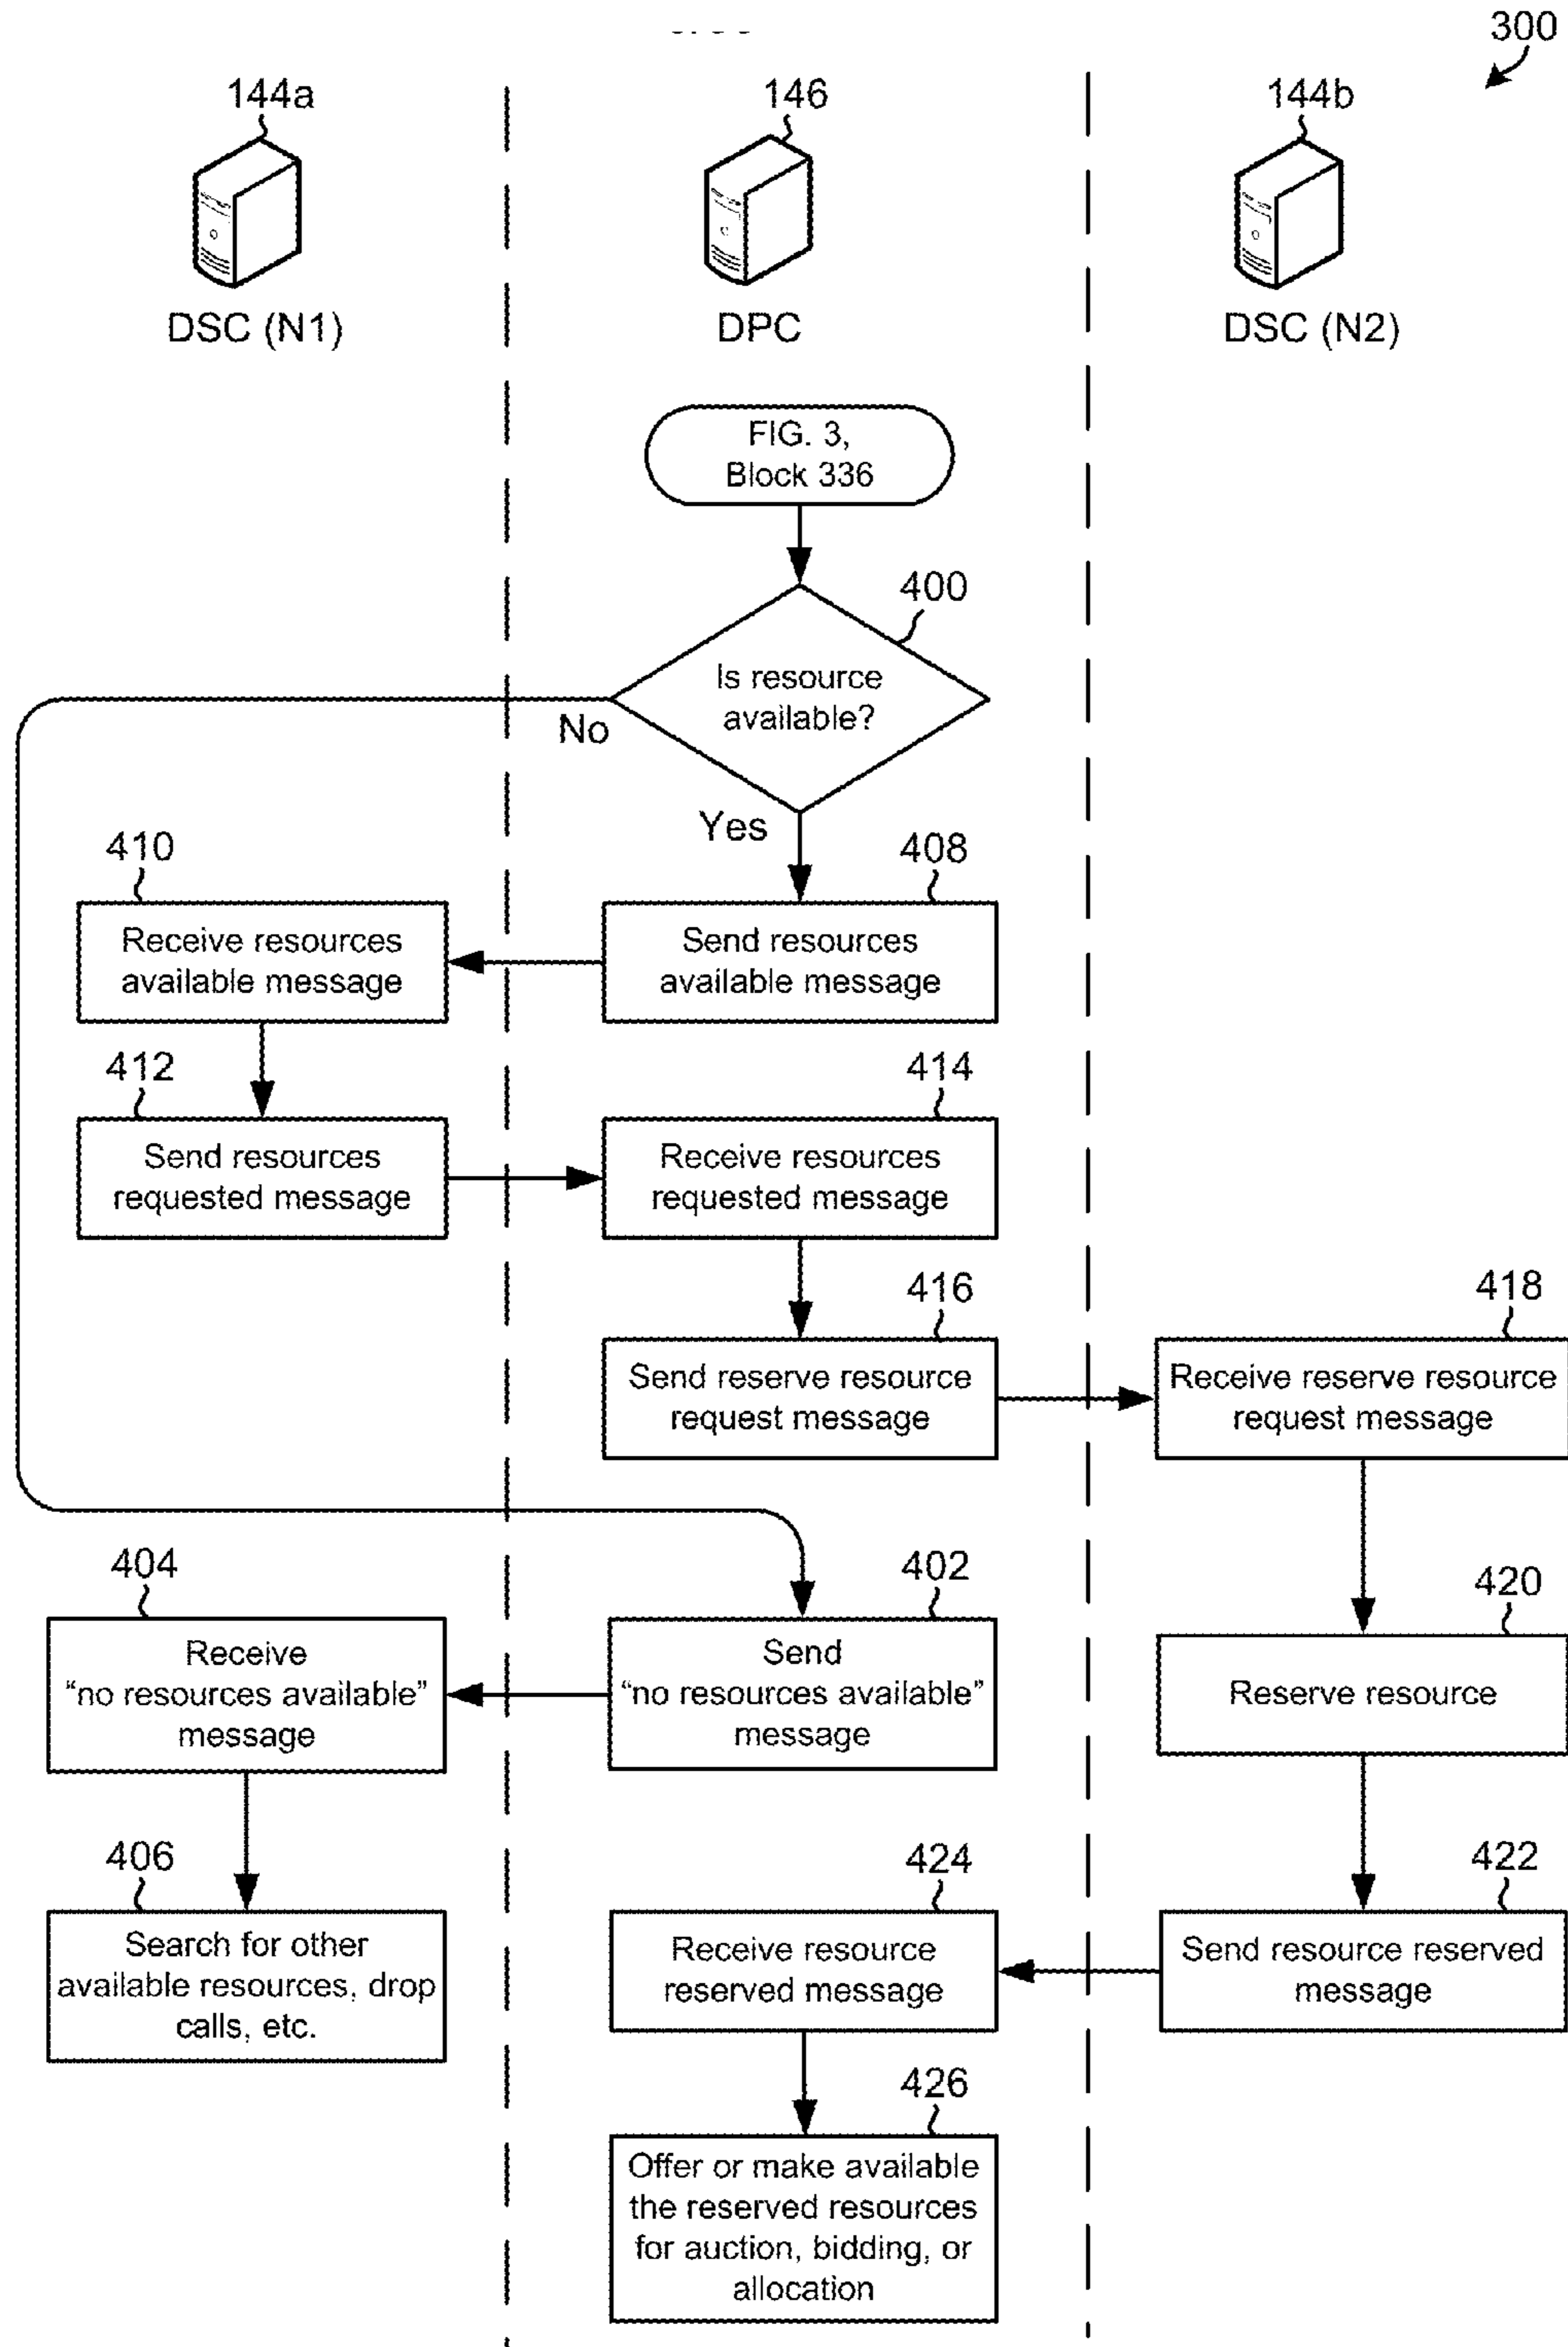 300
144a
146
144b
DSC (N1)
DPC
DSC (N2)
FIG. 3,
Block 336
400
Is resource
available?
No
Yes
410
408
Receive resources
available message
Send resources
available message
412
414
Send resources
requested message
Receive resources
requested message
416
418
Send reserve resource
request message
Receive reserve resource
request message
404
402
420
Receive
“no resources available”
message
Send
“no resources available”
message
Reserve resource
406
424
422
Search for other
available resources, drop
calls, etc.
Receive resource
reserved message
Send resource reserved
message
426
Offer or make available
the reserved resources
for auction, bidding, or
allocation